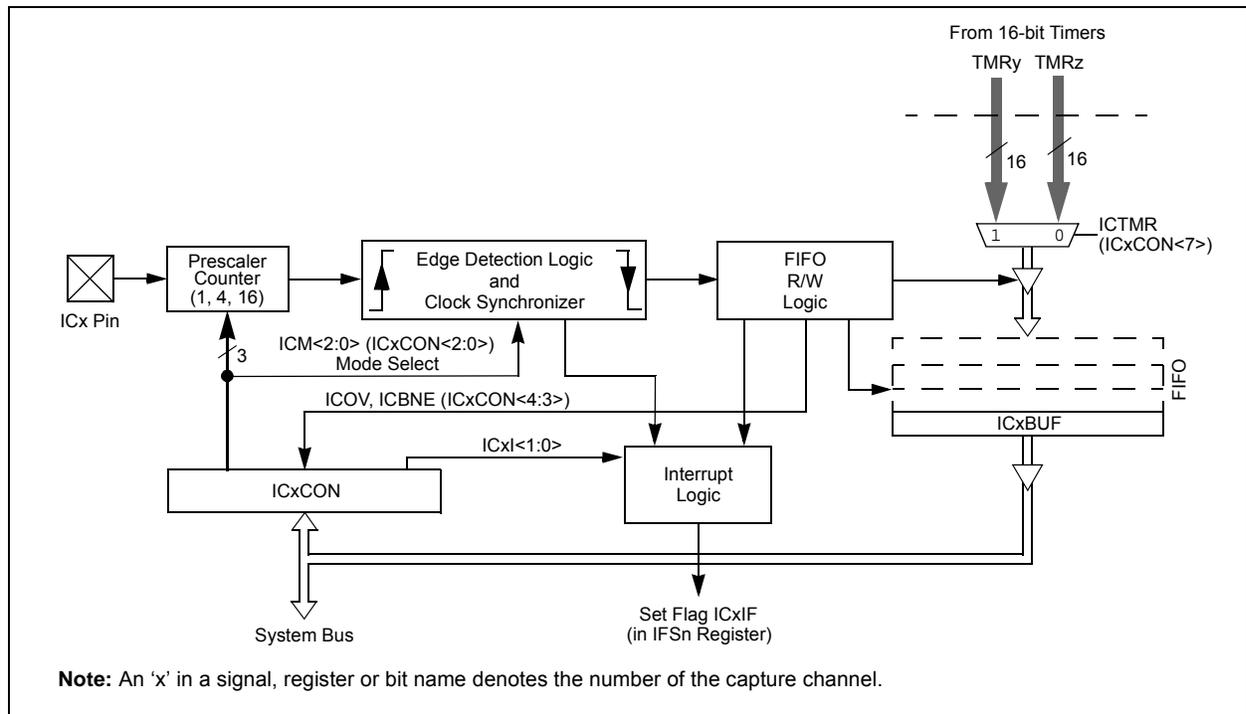 From 16-bit Timers
TMRy TMRz
16 16
1 0
ICTMR
(ICxCON<7>)
ICx Pin
Prescaler
Counter
(1, 4, 16)
Edge Detection Logic
and
Clock Synchronizer
FIFO
R/W
Logic
3
ICM<2:0> (ICxCON<2:0>)
Mode Select
FIFO
ICOV, ICBNE (ICxCON<4:3>)
ICxBUF
ICxI<1:0>
ICxCON
Interrupt
Logic
System Bus
Set Flag ICxIF
(in IFSn Register)
Note: An ‘x’ in a signal, register or bit name denotes the number of the capture channel.